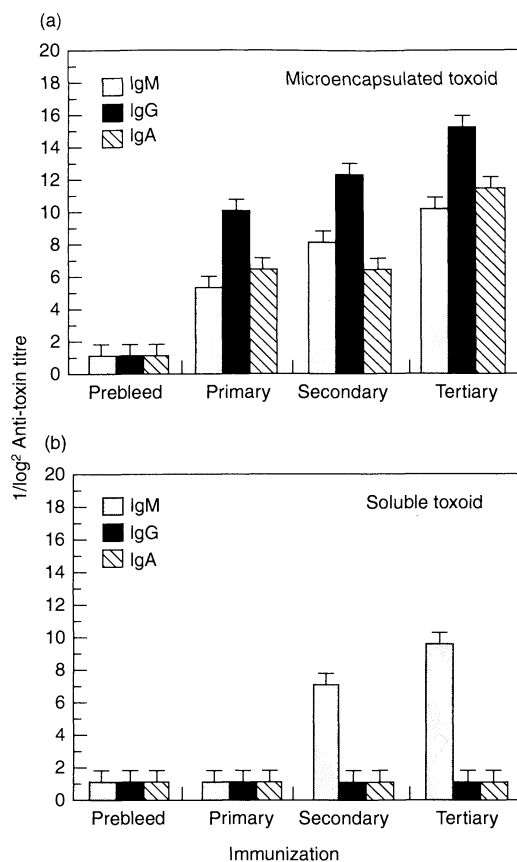 (a)
20
18
16
14
12
10
8
6
4
2
0
IgM
IgG
IgA
Microencapsulated toxoid
Prebleed Primary Secondary Tertiary
1/log² Anti-toxin titre
(b)
20
18
16
14
12
10
8
6
4
2
0
IgM
IgG
IgA
Soluble toxoid
Prebleed Primary Secondary Tertiary
Immunization